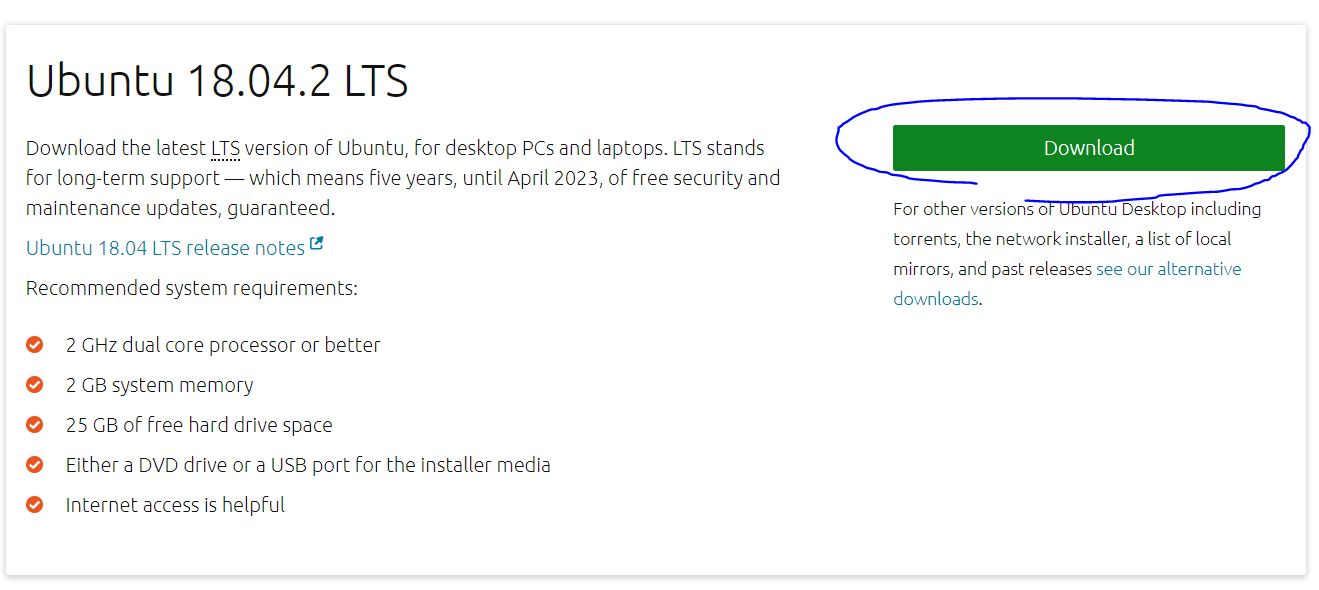 Ubuntu 18.04.2 LTS
Download the latest LTS version of Ubuntu, for desktop PCs and laptops. LTS stands
for long-term support — which means five years, until April 2023, of free security and
maintenance updates, guaranteed.
Ubuntu 18.04 LTS release notes
Recommended system requirements:
2 GHz dual core processor or better
2 GB system memory
25 GB of free hard drive space
Either a DVD drive or a USB port for the installer media
Internet access is helpful
Download
For other versions of Ubuntu Desktop including
torrents, the network installer, a list of local
mirrors, and past releases see our alternative
downloads.